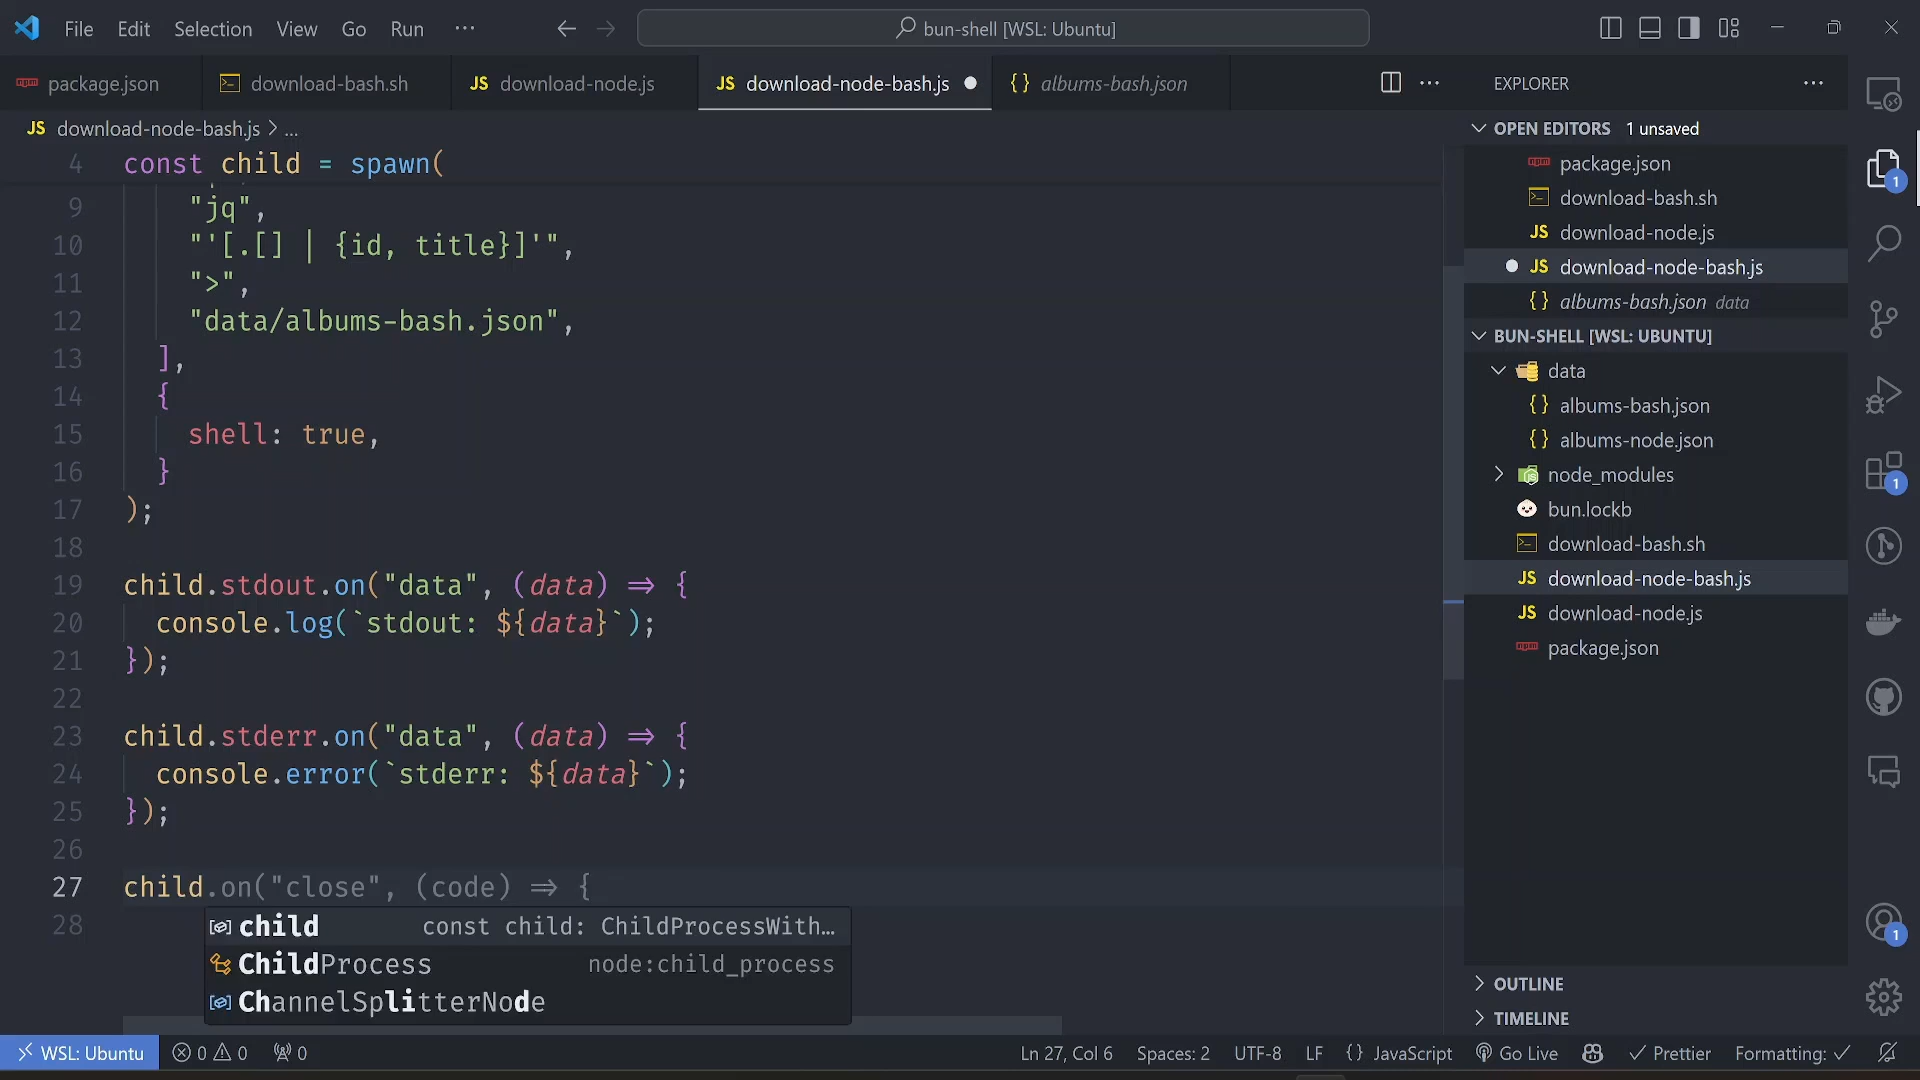 File Edit Selection View Go Run ...
bun-shell [WSL: Ubuntu]
package.json
download-bash.sh
JS download-node.js
JS download-node-bash.js
{} albums-bash.json
JS download-node-bash.js > ...
4 const child = spawn(
9 "jq",
10 "'[.[] | {id, title}]'",
11 ">",
12 "data/albums-bash.json",
13 ],
14 {
15 shell: true,
16 }
17 );
18
19 child.stdout.on("data", (data) => {
20 console.log(`stdout: ${data}`);
21 });
22
23 child.stderr.on("data", (data) => {
24 console.error(`stderr: ${data}`);
25 });
26
27 child.on("close", (code) => {
28
child const child: ChildProcessWith…
ChildProcess node:child_process
ChannelSplitterNode
EXPLORER
OPEN EDITORS 1 unsaved
package.json
download-bash.sh
JS download-node.js
JS download-node-bash.js
{} albums-bash.json data
BUN-SHELL [WSL: UBUNTU]
data
{} albums-bash.json
{} albums-node.json
node_modules
bun.lockb
download-bash.sh
JS download-node-bash.js
JS download-node.js
package.json
OUTLINE
TIMELINE
1
1
1
WSL: Ubuntu 0 0 0
Ln 27, Col 6 Spaces: 2 UTF-8 LF {} JavaScript Go Live Prettier Formatting: ✓